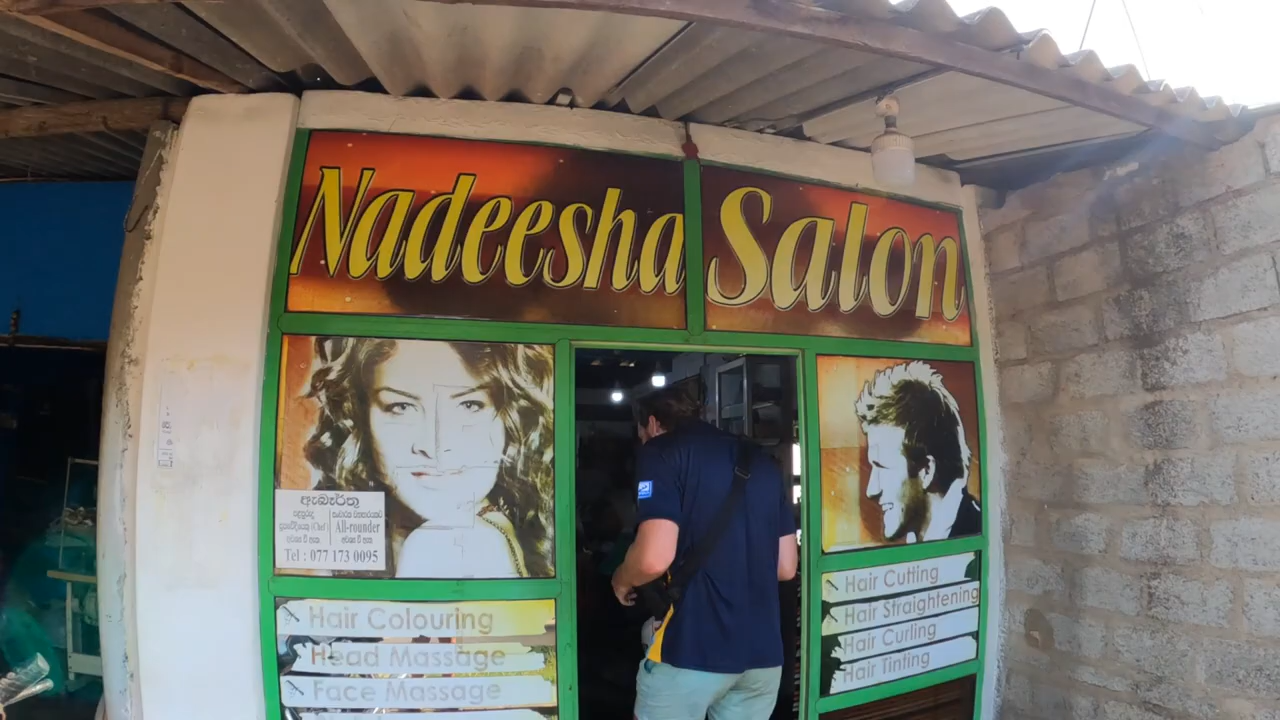 Nadeesha Salon
ඇබෑර්තු
All-rounder
Tel : 077 173 0095
Hair Colouring
Head Massage
Face Massage
Hair Cutting
Hair Straightening
Hair Curling
Hair Tinting